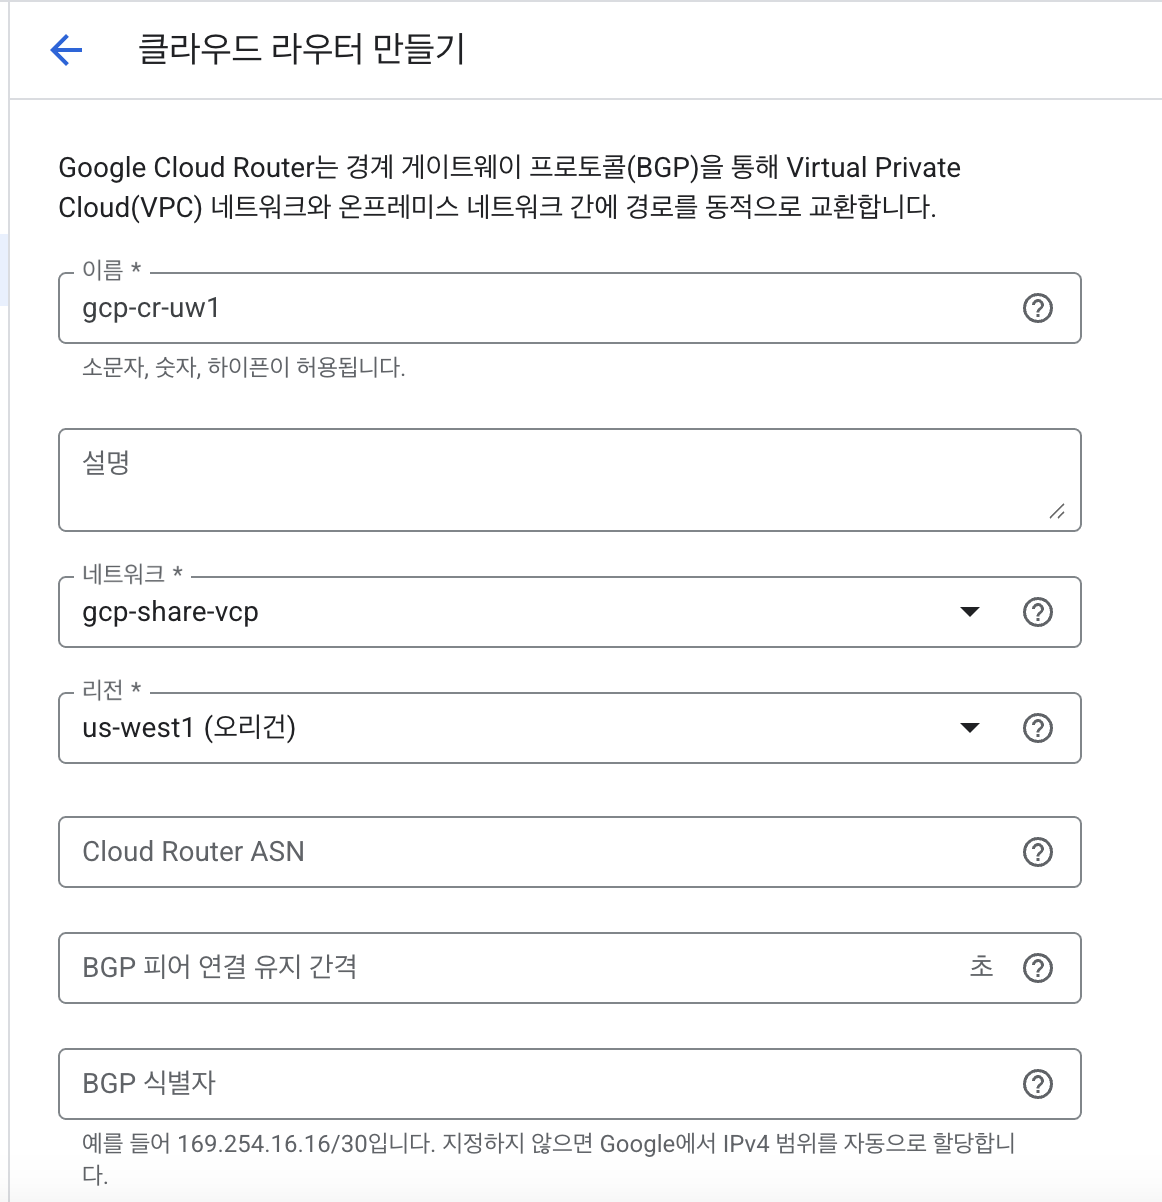 클라우드 라우터 만들기
Google Cloud Router는 경계 게이트웨이 프로토콜(BGP)을 통해 Virtual Private
Cloud(VPC) 네트워크와 온프레미스 네트워크 간에 경로를 동적으로 교환합니다.
이름 *
gcp-cr-uw1
소문자, 숫자, 하이픈이 허용됩니다.
설명
네트워크 *
gcp-share-vcp
리전 *
us-west1 (오리건)
Cloud Router ASN
BGP 피어 연결 유지 간격 초
BGP 식별자
예를 들어 169.254.16.16/30입니다. 지정하지 않으면 Google에서 IPv4 범위를 자동으로 할당합니
다.